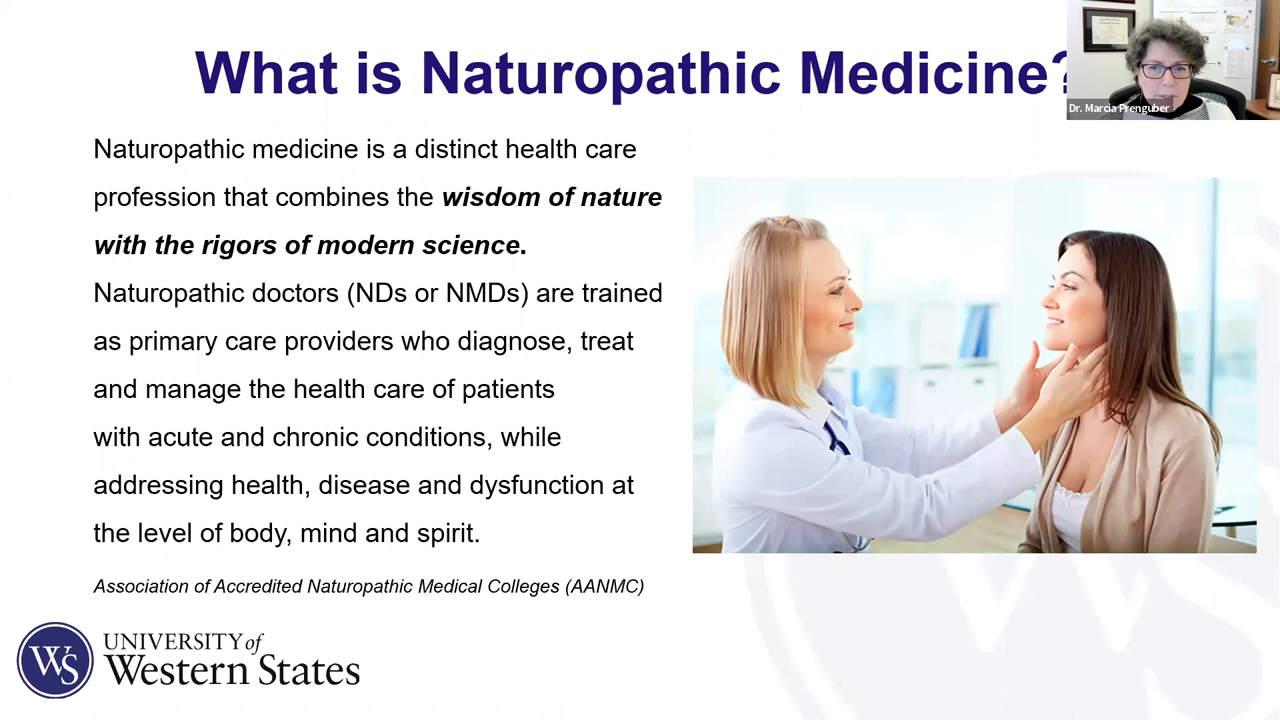 What is Naturopathic Medicine?
Dr. Marcia Prenguber
Naturopathic medicine is a distinct health care
profession that combines the wisdom of nature
with the rigors of modern science.
Naturopathic doctors (NDs or NMDs) are trained
as primary care providers who diagnose, treat
and manage the health care of patients
with acute and chronic conditions, while
addressing health, disease and dysfunction at
the level of body, mind and spirit.
Association of Accredited Naturopathic Medical Colleges (AANMC)
WS
UNIVERSITY of
Western States